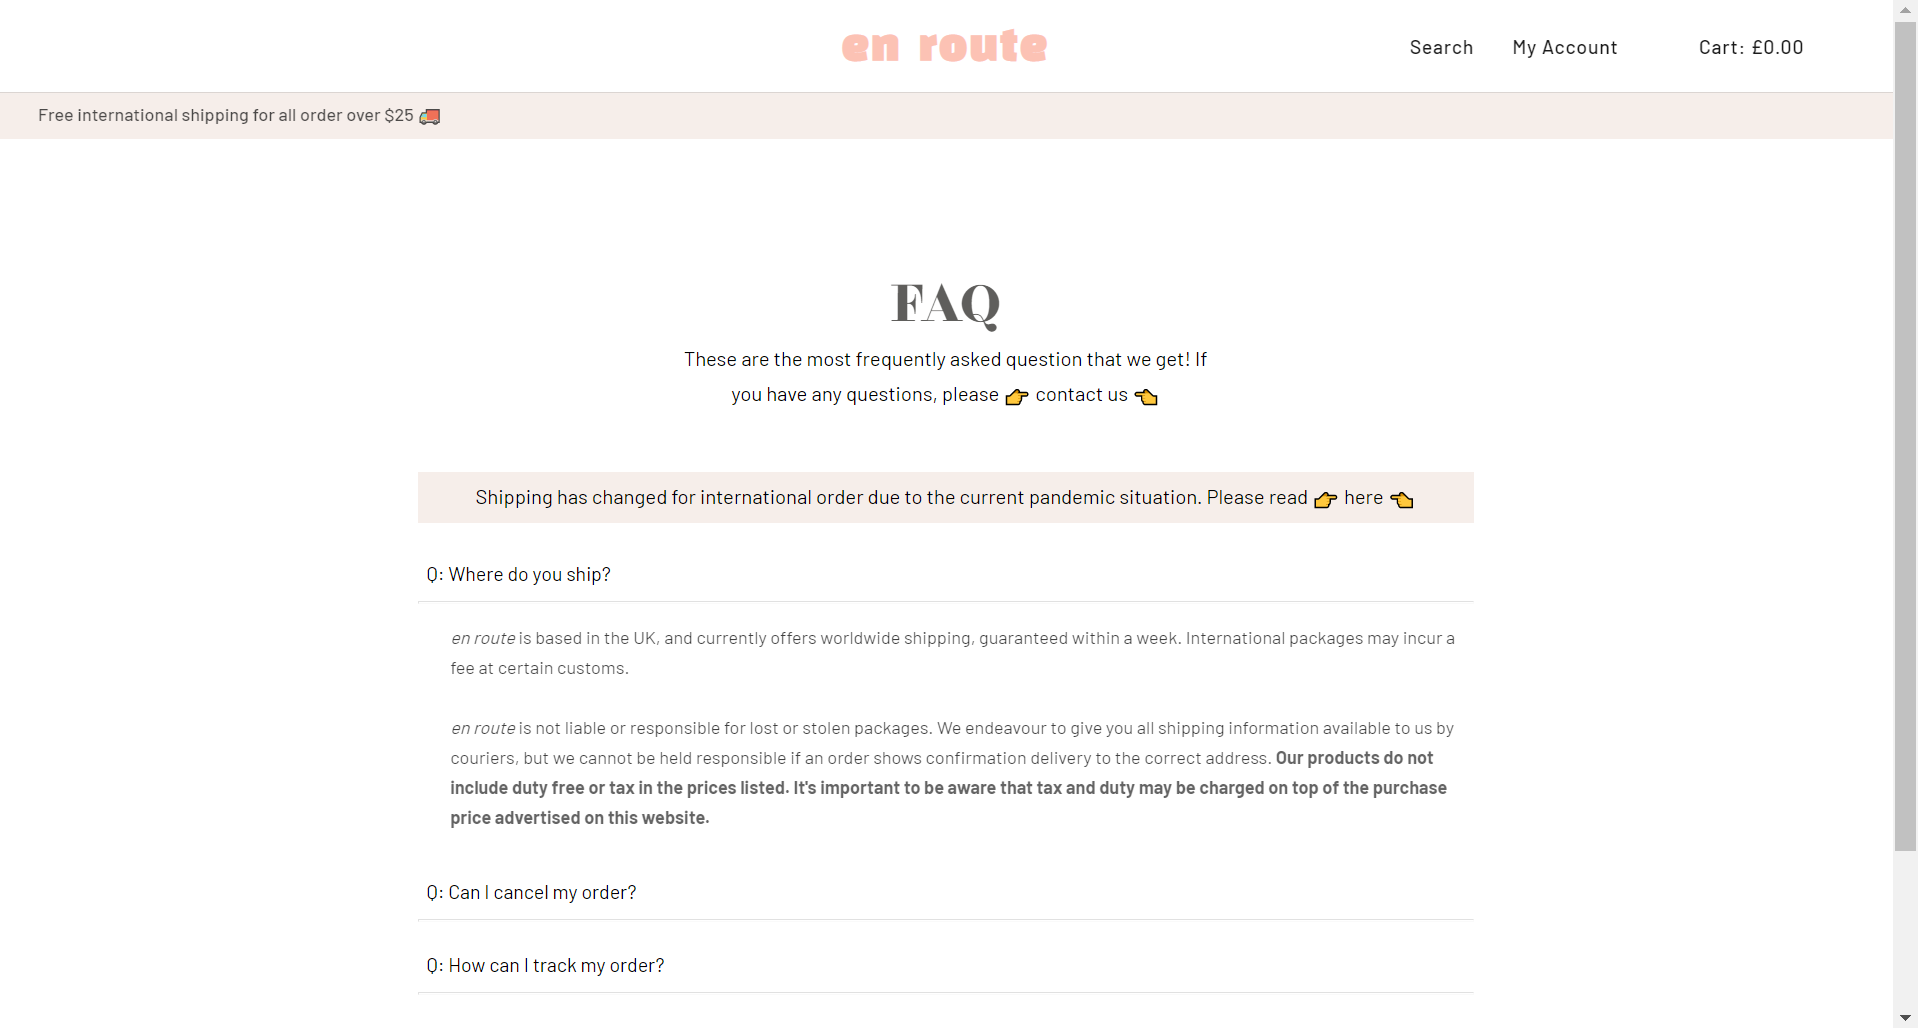 en route
Search
My Account
Cart: £0.00
Free international shipping for all order over $25 🚚
FAQ
These are the most frequently asked question that we get! If
you have any questions, please 👉 contact us 👈
Shipping has changed for international order due to the current pandemic situation. Please read 👉 here 👈
Q: Where do you ship?
en route is based in the UK, and currently offers worldwide shipping, guaranteed within a week. International packages may incur a
fee at certain customs.
en route is not liable or responsible for lost or stolen packages. We endeavour to give you all shipping information available to us by
couriers, but we cannot be held responsible if an order shows confirmation delivery to the correct address. Our products do not
include duty free or tax in the prices listed. It's important to be aware that tax and duty may be charged on top of the purchase
price advertised on this website.
Q: Can I cancel my order?
Q: How can I track my order?